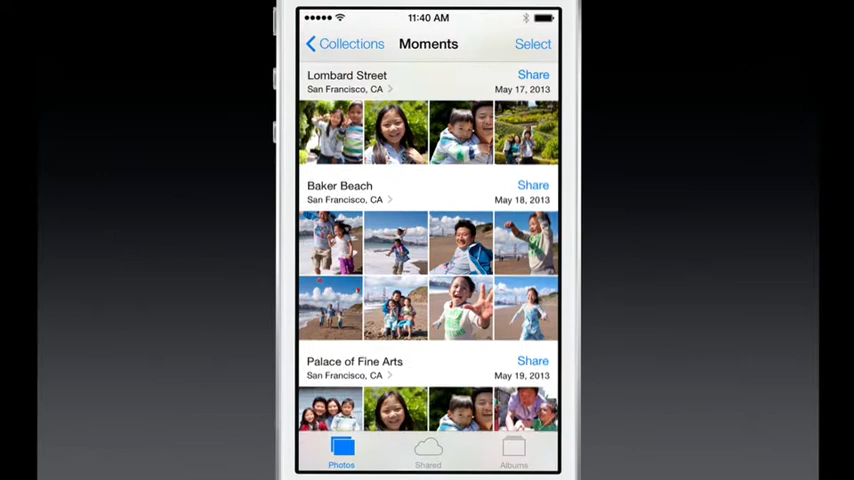 11:40 AM
Collections Moments Select
Lombard Street Share
San Francisco, CA May 17, 2013
Baker Beach Share
San Francisco, CA May 18, 2013
Palace of Fine Arts Share
San Francisco, CA May 19, 2013
Photos Shared Albums